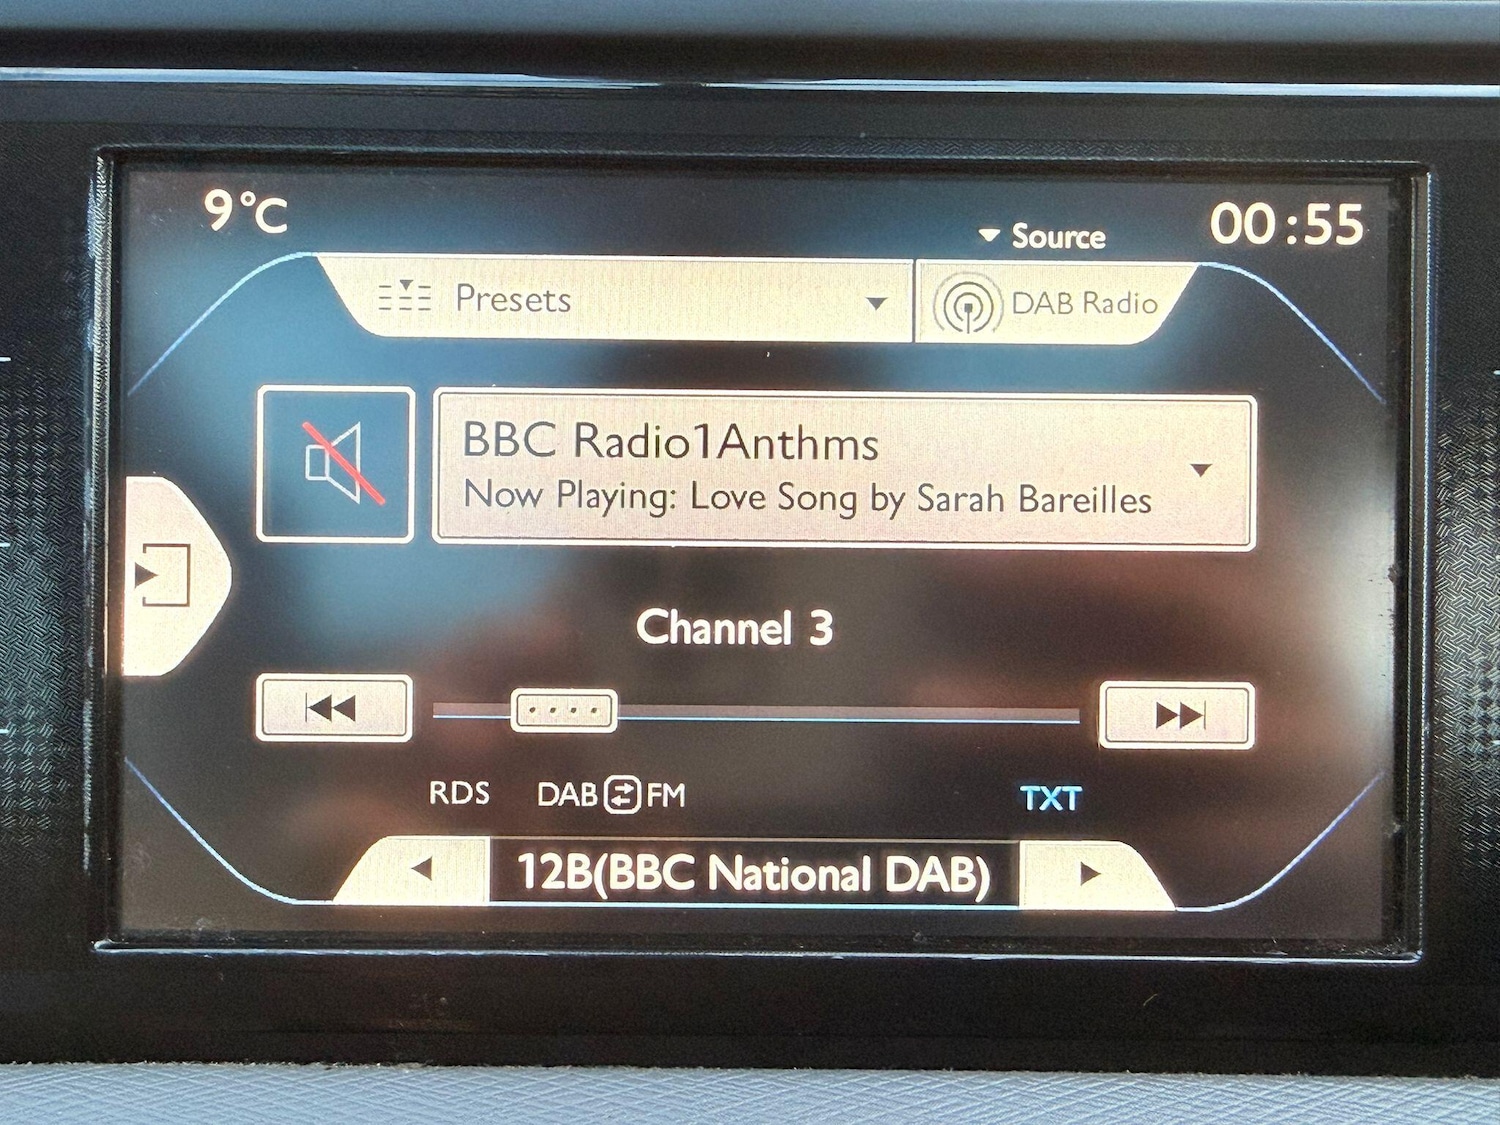 9°C
Source
00:55
Presets
DAB Radio
BBC Radio1Anthms
Now Playing: Love Song by Sarah Bareilles
Channel 3
RDS DAB FM TXT
12B(BBC National DAB)